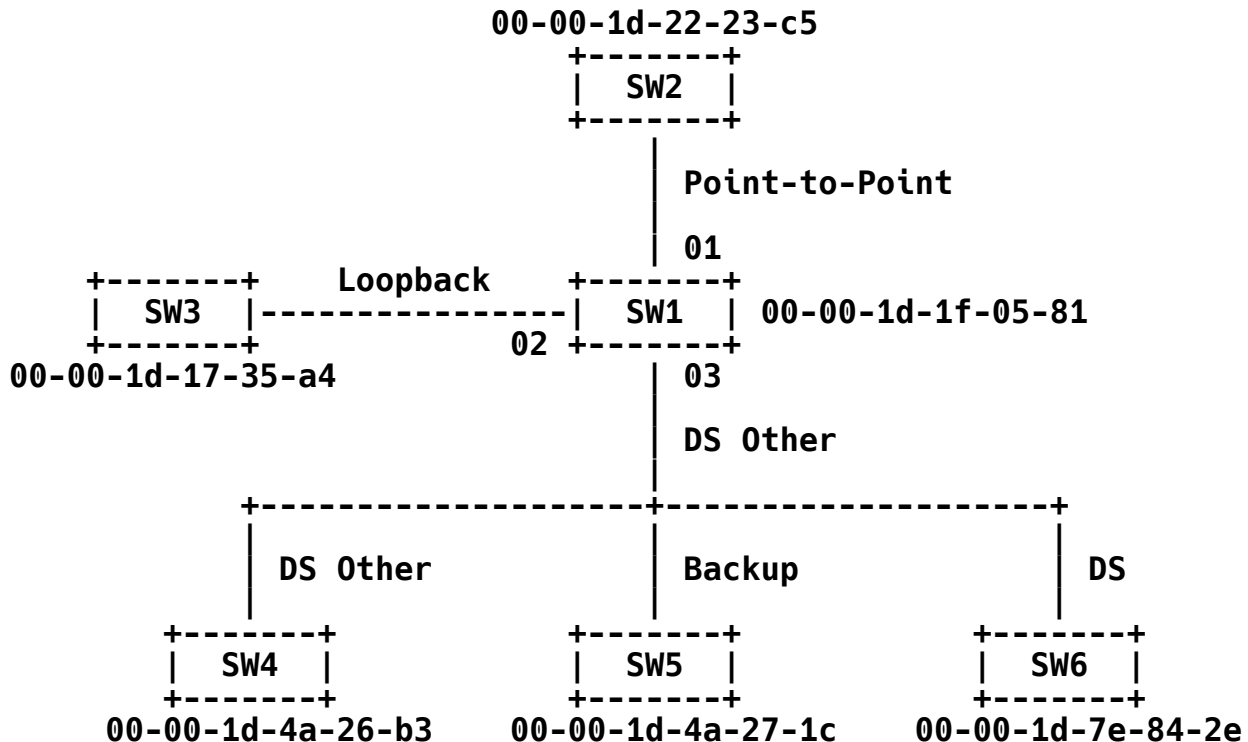 00-00-1d-22-23-c5
SW2
Point-to-Point
01
Loopback
SW3
SW1
00-00-1d-1f-05-81
02
00-00-1d-17-35-a4
03
DS Other
DS Other
Backup
DS
SW4
SW5
SW6
00-00-1d-4a-26-b3
00-00-1d-4a-27-1c
00-00-1d-7e-84-2e